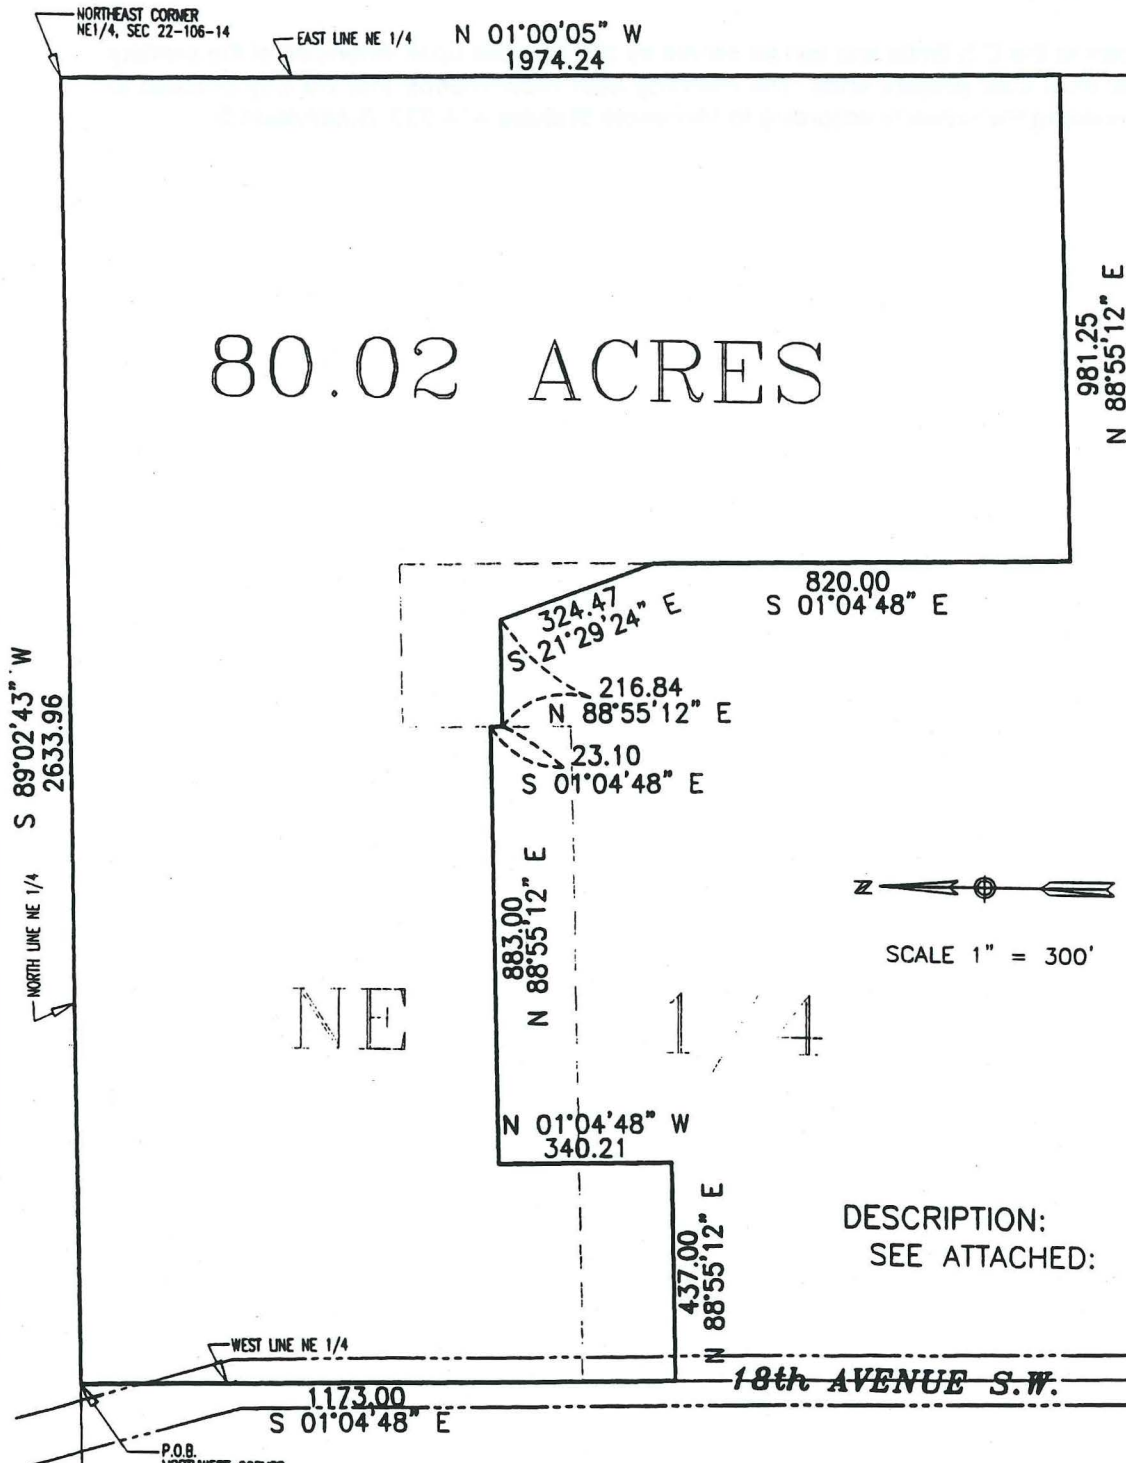 NORTHEAST CORNER
NE1/4, SEC 22-106-14
EAST LINE NE 1/4
N 01°00'05" W
1974.24
981.25
N 88°55'12" E
80.02 ACRES
820.00
S 01°04'48" E
324.47
S 21°29'24" E
216.84
N 88°55'12" E
23.10
S 01°04'48" E
S 89°02'43" W
2633.96
NORTH LINE NE 1/4
883.00
N 88°55'12" E
Z
SCALE 1" = 300'
NE 1/4
N 01°04'48" W
340.21
437.00
N 88°55'12" E
DESCRIPTION:
SEE ATTACHED:
WEST LINE NE 1/4
18th AVENUE S.W.
1173.00
S 01°04'48" E
P.O.B.